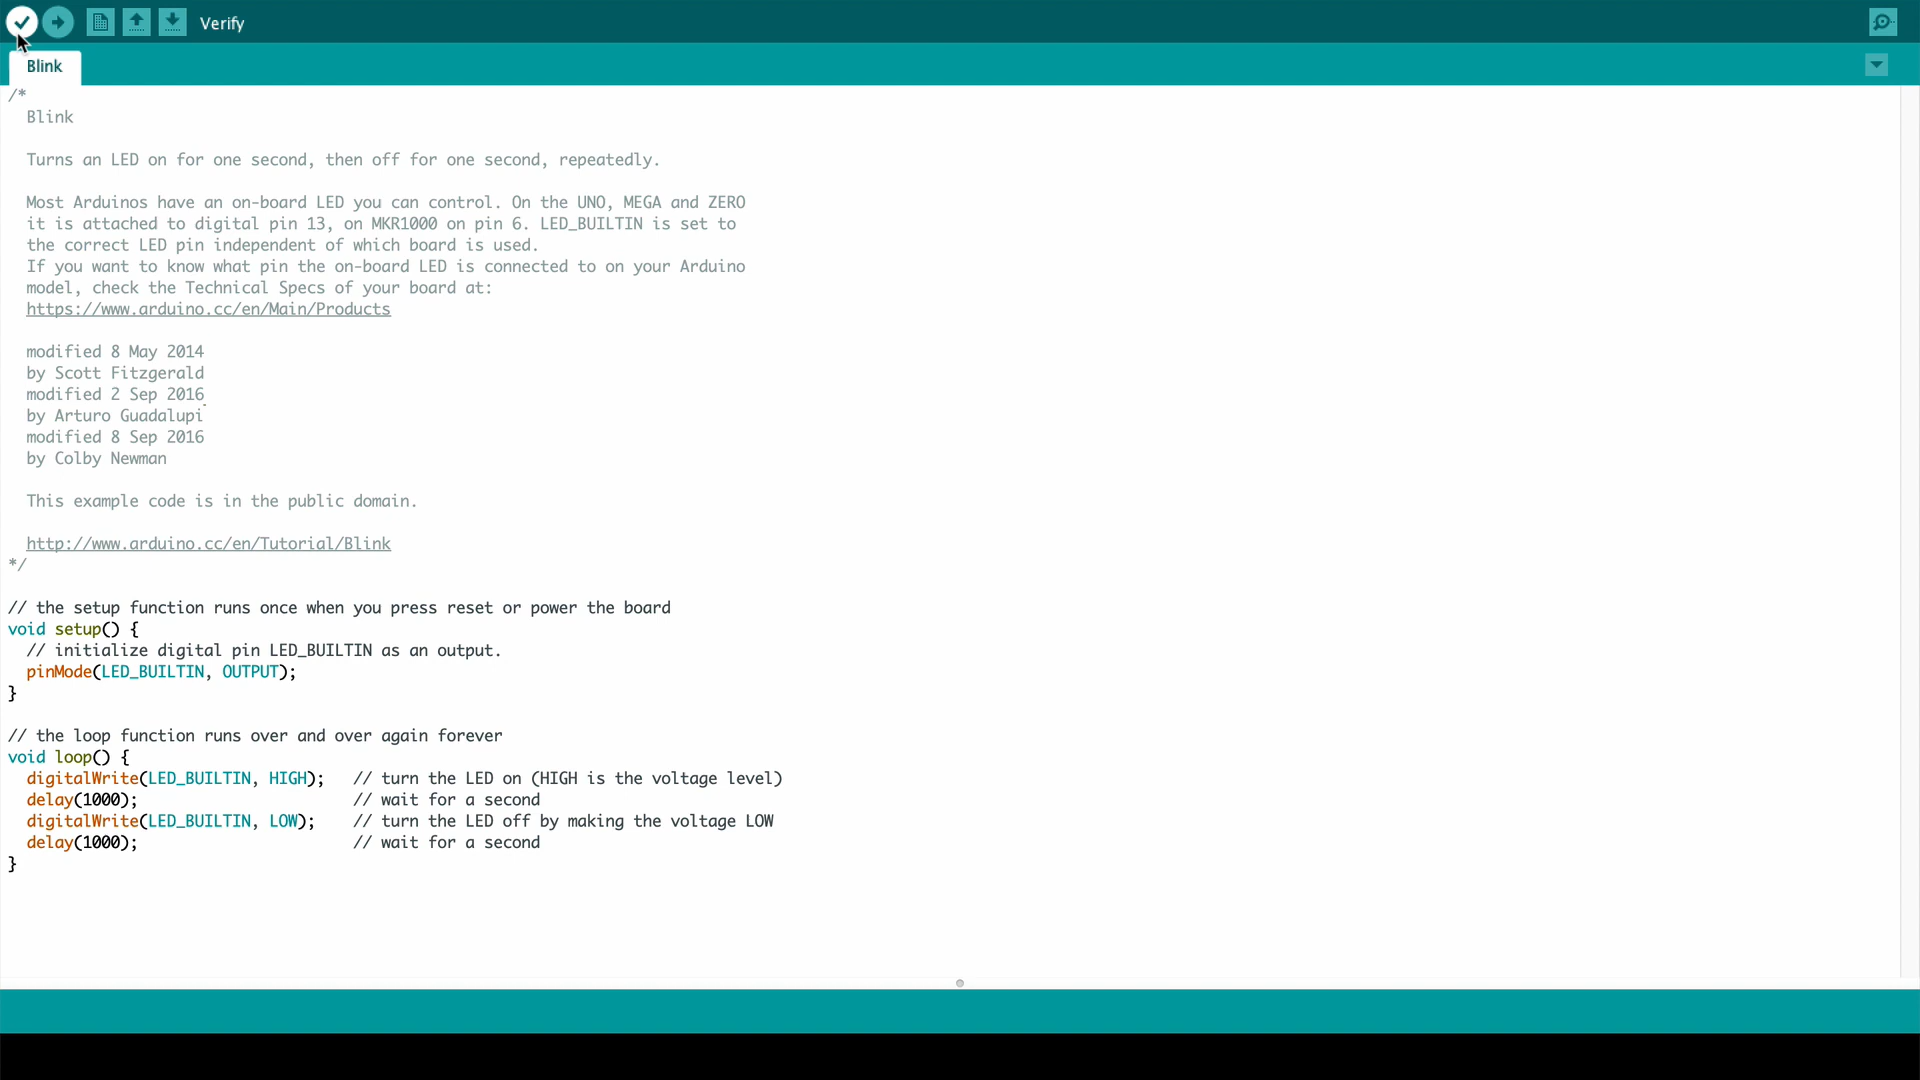 Verify
Blink
/*
Blink
Turns an LED on for one second, then off for one second, repeatedly.
Most Arduinos have an on-board LED you can control. On the UNO, MEGA and ZERO
it is attached to digital pin 13, on MKR1000 on pin 6. LED_BUILTIN is set to
the correct LED pin independent of which board is used.
If you want to know what pin the on-board LED is connected to on your Arduino
model, check the Technical Specs of your board at:
https://www.arduino.cc/en/Main/Products
modified 8 May 2014
by Scott Fitzgerald
modified 2 Sep 2016
by Arturo Guadalupi
modified 8 Sep 2016
by Colby Newman
This example code is in the public domain.
http://www.arduino.cc/en/Tutorial/Blink
*/
// the setup function runs once when you press reset or power the board
void setup() {
// initialize digital pin LED_BUILTIN as an output.
pinMode(LED_BUILTIN, OUTPUT);
}
// the loop function runs over and over again forever
void loop() {
digitalWrite(LED_BUILTIN, HIGH);   // turn the LED on (HIGH is the voltage level)
delay(1000);                       // wait for a second
digitalWrite(LED_BUILTIN, LOW);    // turn the LED off by making the voltage LOW
delay(1000);                       // wait for a second
}